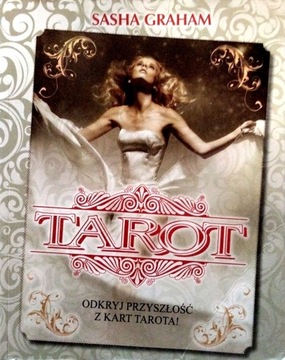 SASHA GRAHAM
TAROT
ODKRYJ PRZYSZŁOŚĆ
Z KART TAROTA!